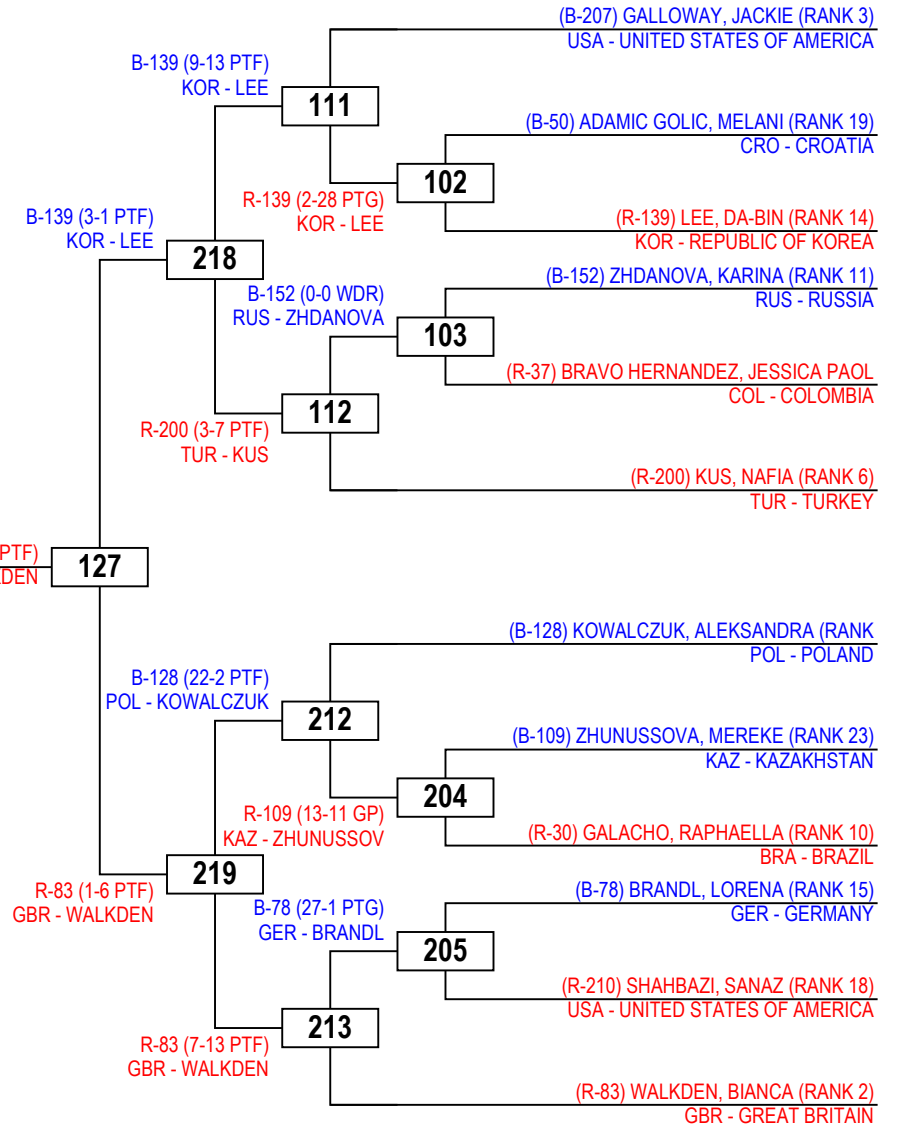 (B-207) GALLOWAY, JACKIE (RANK 3)
USA - UNITED STATES OF AMERICA
B-139 (9-13 PTF)
KOR - LEE
111
(B-50) ADAMIC GOLIC, MELANI (RANK 19)
CRO - CROATIA
102
R-139 (2-28 PTG)
KOR - LEE
(R-139) LEE, DA-BIN (RANK 14)
KOR - REPUBLIC OF KOREA
B-139 (3-1 PTF)
KOR - LEE
218
(B-152) ZHDANOVA, KARINA (RANK 11)
RUS - RUSSIA
B-152 (0-0 WDR)
RUS - ZHDANOVA
103
(R-37) BRAVO HERNANDEZ, JESSICA PAOL
COL - COLOMBIA
112
R-200 (3-7 PTF)
TUR - KUS
(R-200) KUS, NAFIA (RANK 6)
TUR - TURKEY
PTF)
DEN
127
(B-128) KOWALCZUK, ALEKSANDRA (RANK
POL - POLAND
B-128 (22-2 PTF)
POL - KOWALCZUK
212
(B-109) ZHUNUSSOVA, MEREKE (RANK 23)
KAZ - KAZAKHSTAN
204
R-109 (13-11 GP)
KAZ - ZHUNUSSOV
(R-30) GALACHO, RAPHAELLA (RANK 10)
BRA - BRAZIL
219
R-83 (1-6 PTF)
GBR - WALKDEN
(B-78) BRANDL, LORENA (RANK 15)
GER - GERMANY
B-78 (27-1 PTG)
GER - BRANDL
205
(R-210) SHAHBAZI, SANAZ (RANK 18)
USA - UNITED STATES OF AMERICA
213
R-83 (7-13 PTF)
GBR - WALKDEN
(R-83) WALKDEN, BIANCA (RANK 2)
GBR - GREAT BRITAIN